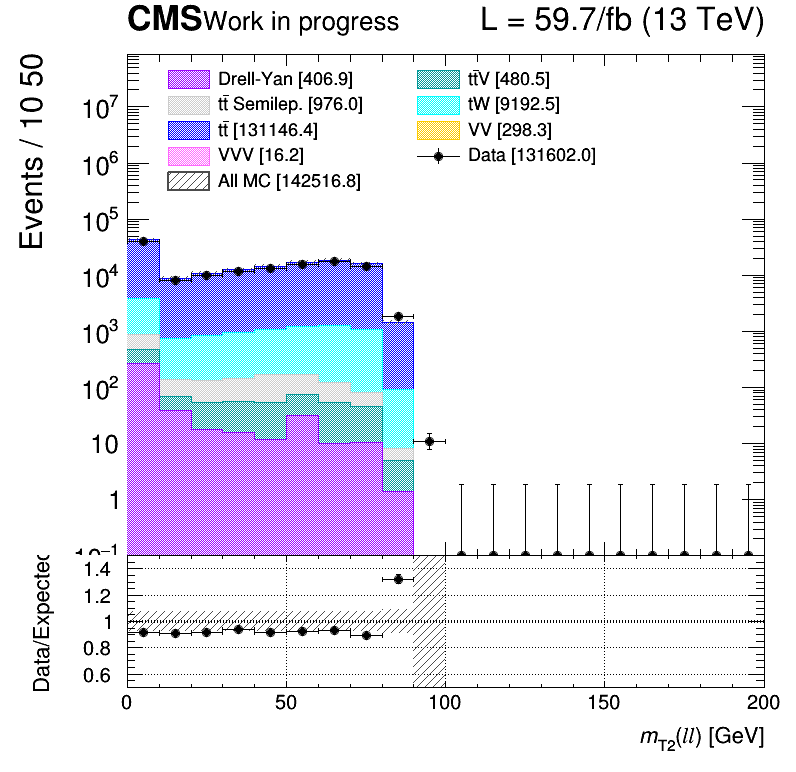 CMS Work in progress L = 59.7/fb (13 TeV)
Events / 10 50
Drell-Yan [406.9]
tt̄ Semilep. [976.0]
tt̄ [131146.4]
VVV [16.2]
All MC [142516.8]
tt̄V [480.5]
tW [9192.5]
VV [298.3]
Data [131602.0]
10⁷
10⁶
10⁵
10⁴
10³
10²
10
1
10⁻¹
Data/Expected
1.4
1.2
1
0.8
0.6
0 50 100 150 200
m_T2(ll) [GeV]